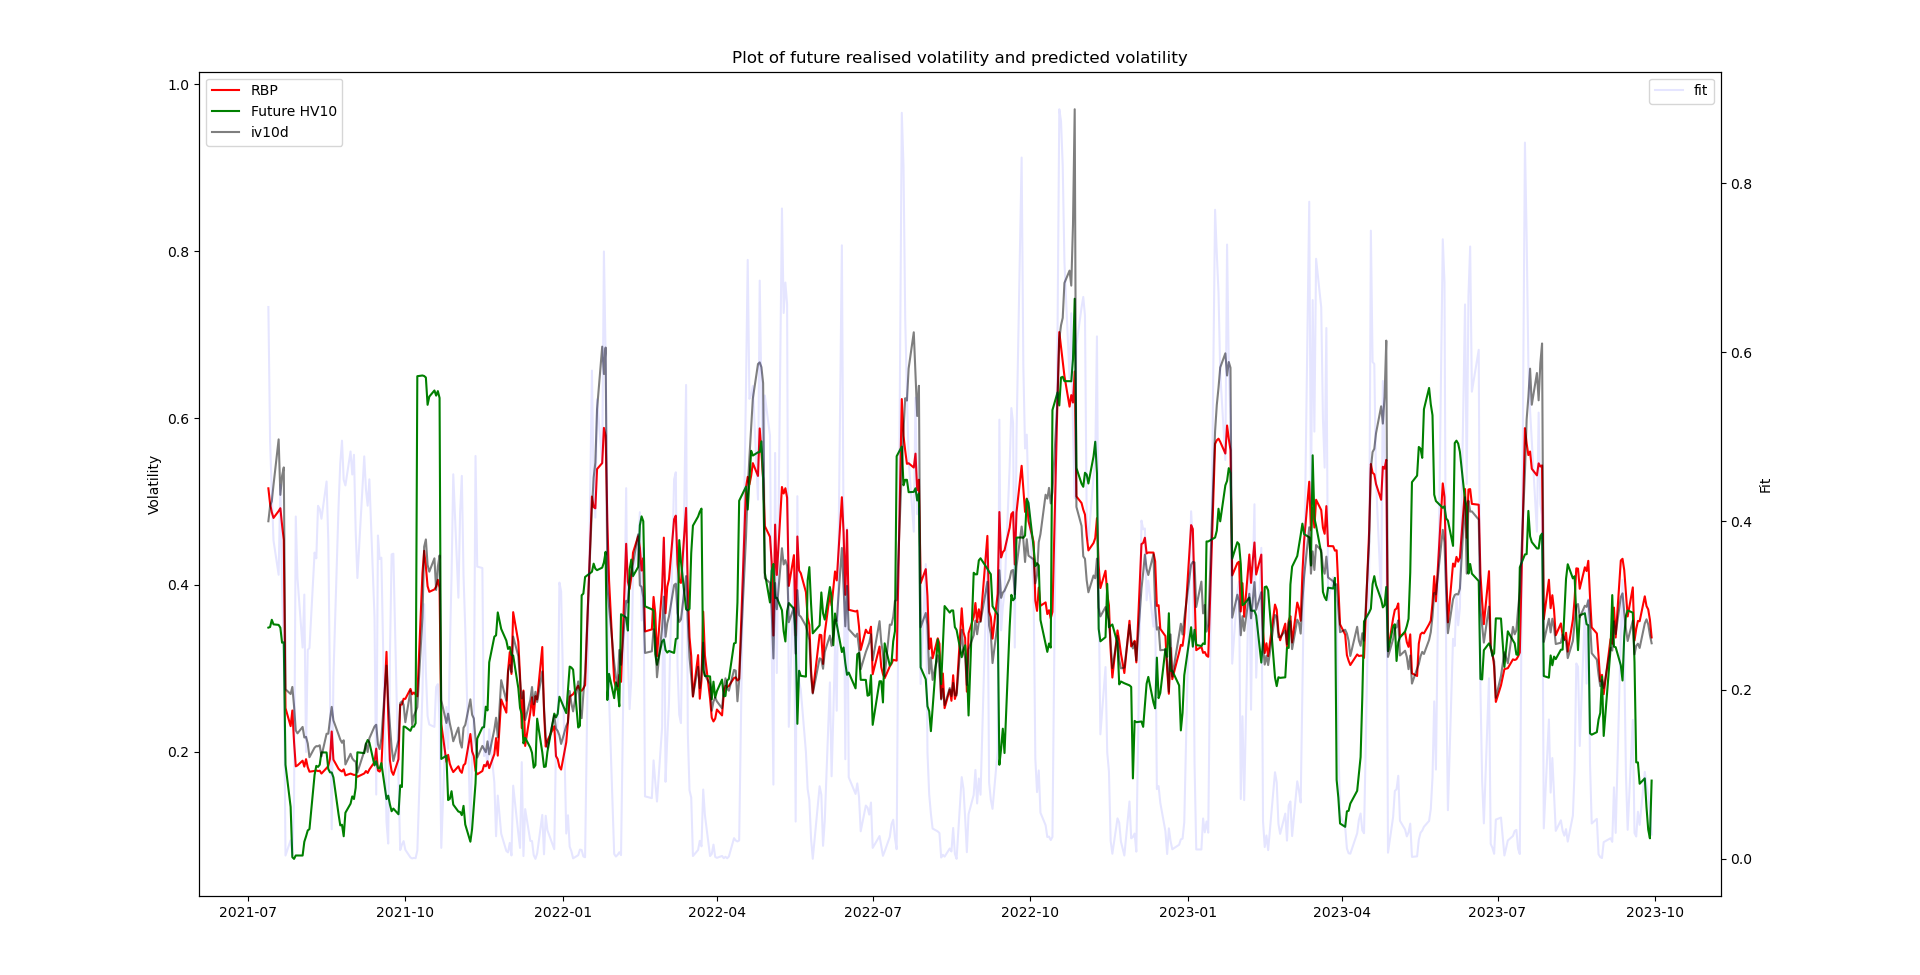 Plot of future realised volatility and predicted volatility
RBP
Future HV10
iv10d
fit
Volatility
1.0
0.8
0.6
0.4
0.2
Fit
0.8
0.6
0.4
0.2
0.0
2021-07 2021-10 2022-01 2022-04 2022-07 2022-10 2023-01 2023-04 2023-07 2023-10